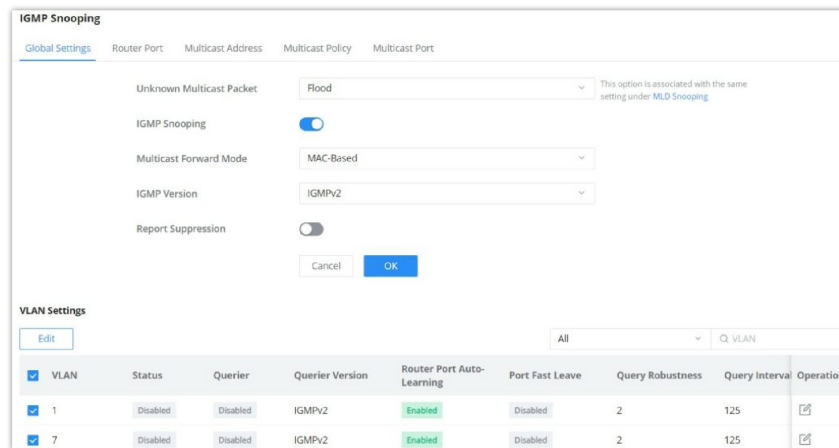 IGMP Snooping
Global Settings Router Port Multicast Address Multicast Policy Multicast Port
Unknown Multicast Packet Flood This option is associated with the same
setting under MLD Snooping
IGMP Snooping
Multicast Forward Mode MAC-Based
IGMP Version IGMPv2
Report Suppression
Cancel OK
VLAN Settings
Edit All VLAN
VLAN Status Querier Querier Version Router Port Auto-
Learning Port Fast Leave Query Robustness Query Interval Operatio
1 Disabled Disabled IGMPv2 Enabled Disabled 2 125
7 Disabled Disabled IGMPv2 Enabled Disabled 2 125